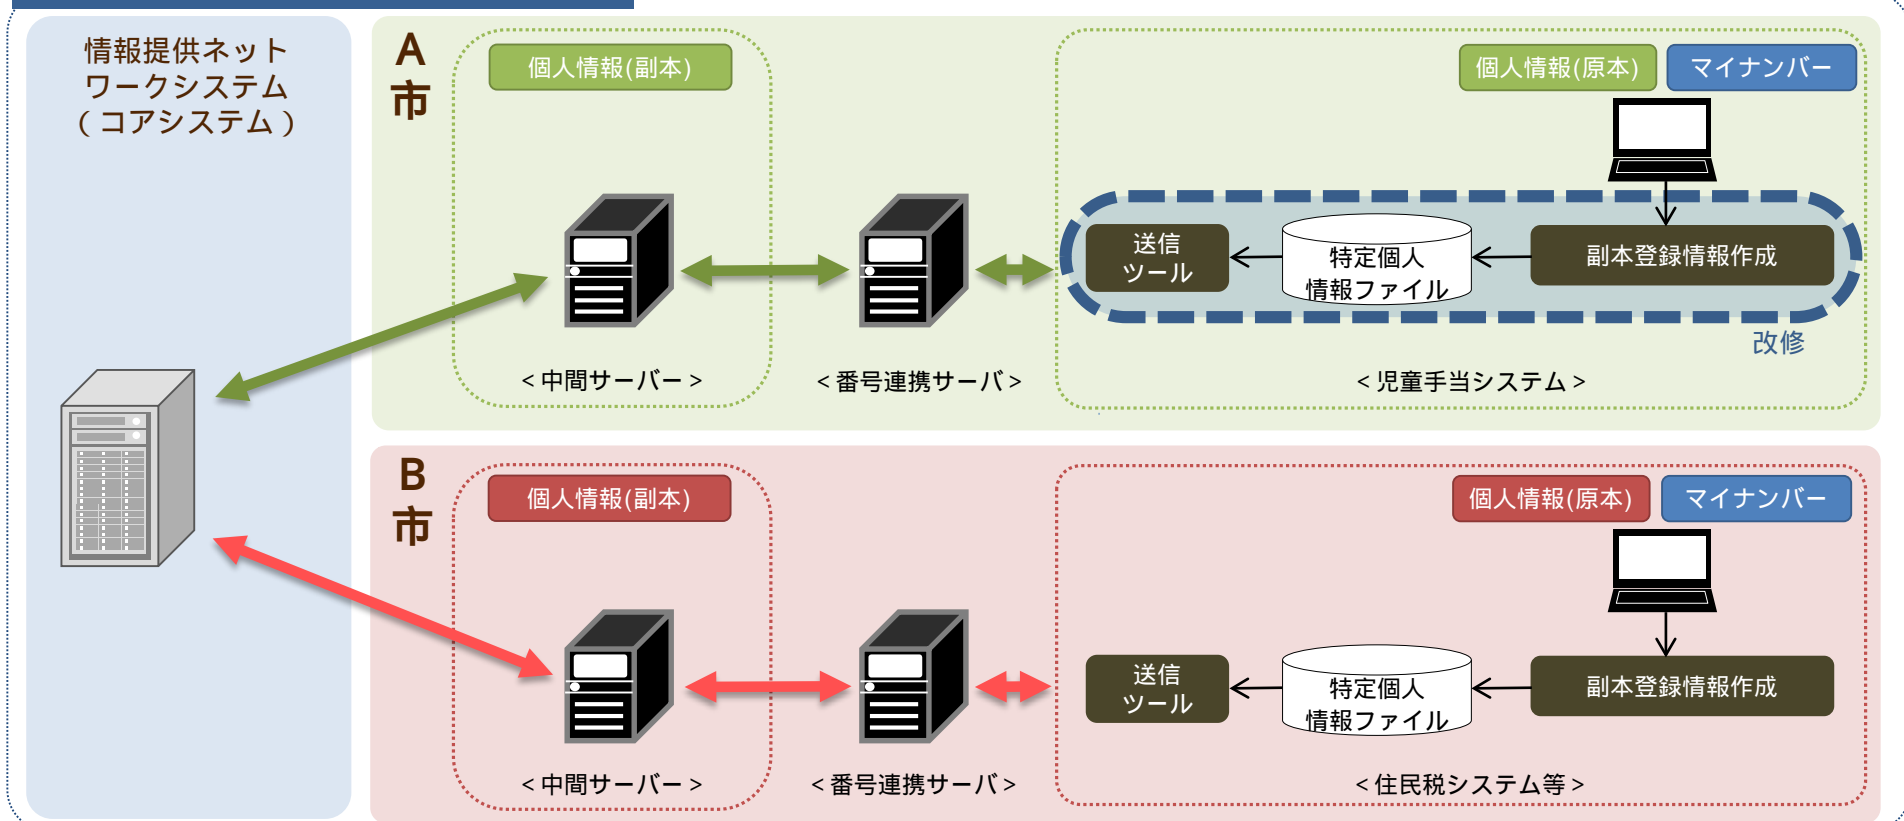 情報提供ネット
ワークシステム
（コアシステム）
A
市
個人情報(副本)
個人情報(原本)
マイナンバー
送信
ツール
特定個人
情報ファイル
副本登録情報作成
改修
＜中間サーバー＞
＜番号連携サーバ＞
＜児童手当システム＞
B
市
個人情報(副本)
個人情報(原本)
マイナンバー
送信
ツール
特定個人
情報ファイル
副本登録情報作成
＜中間サーバー＞
＜番号連携サーバ＞
＜住民税システム等＞